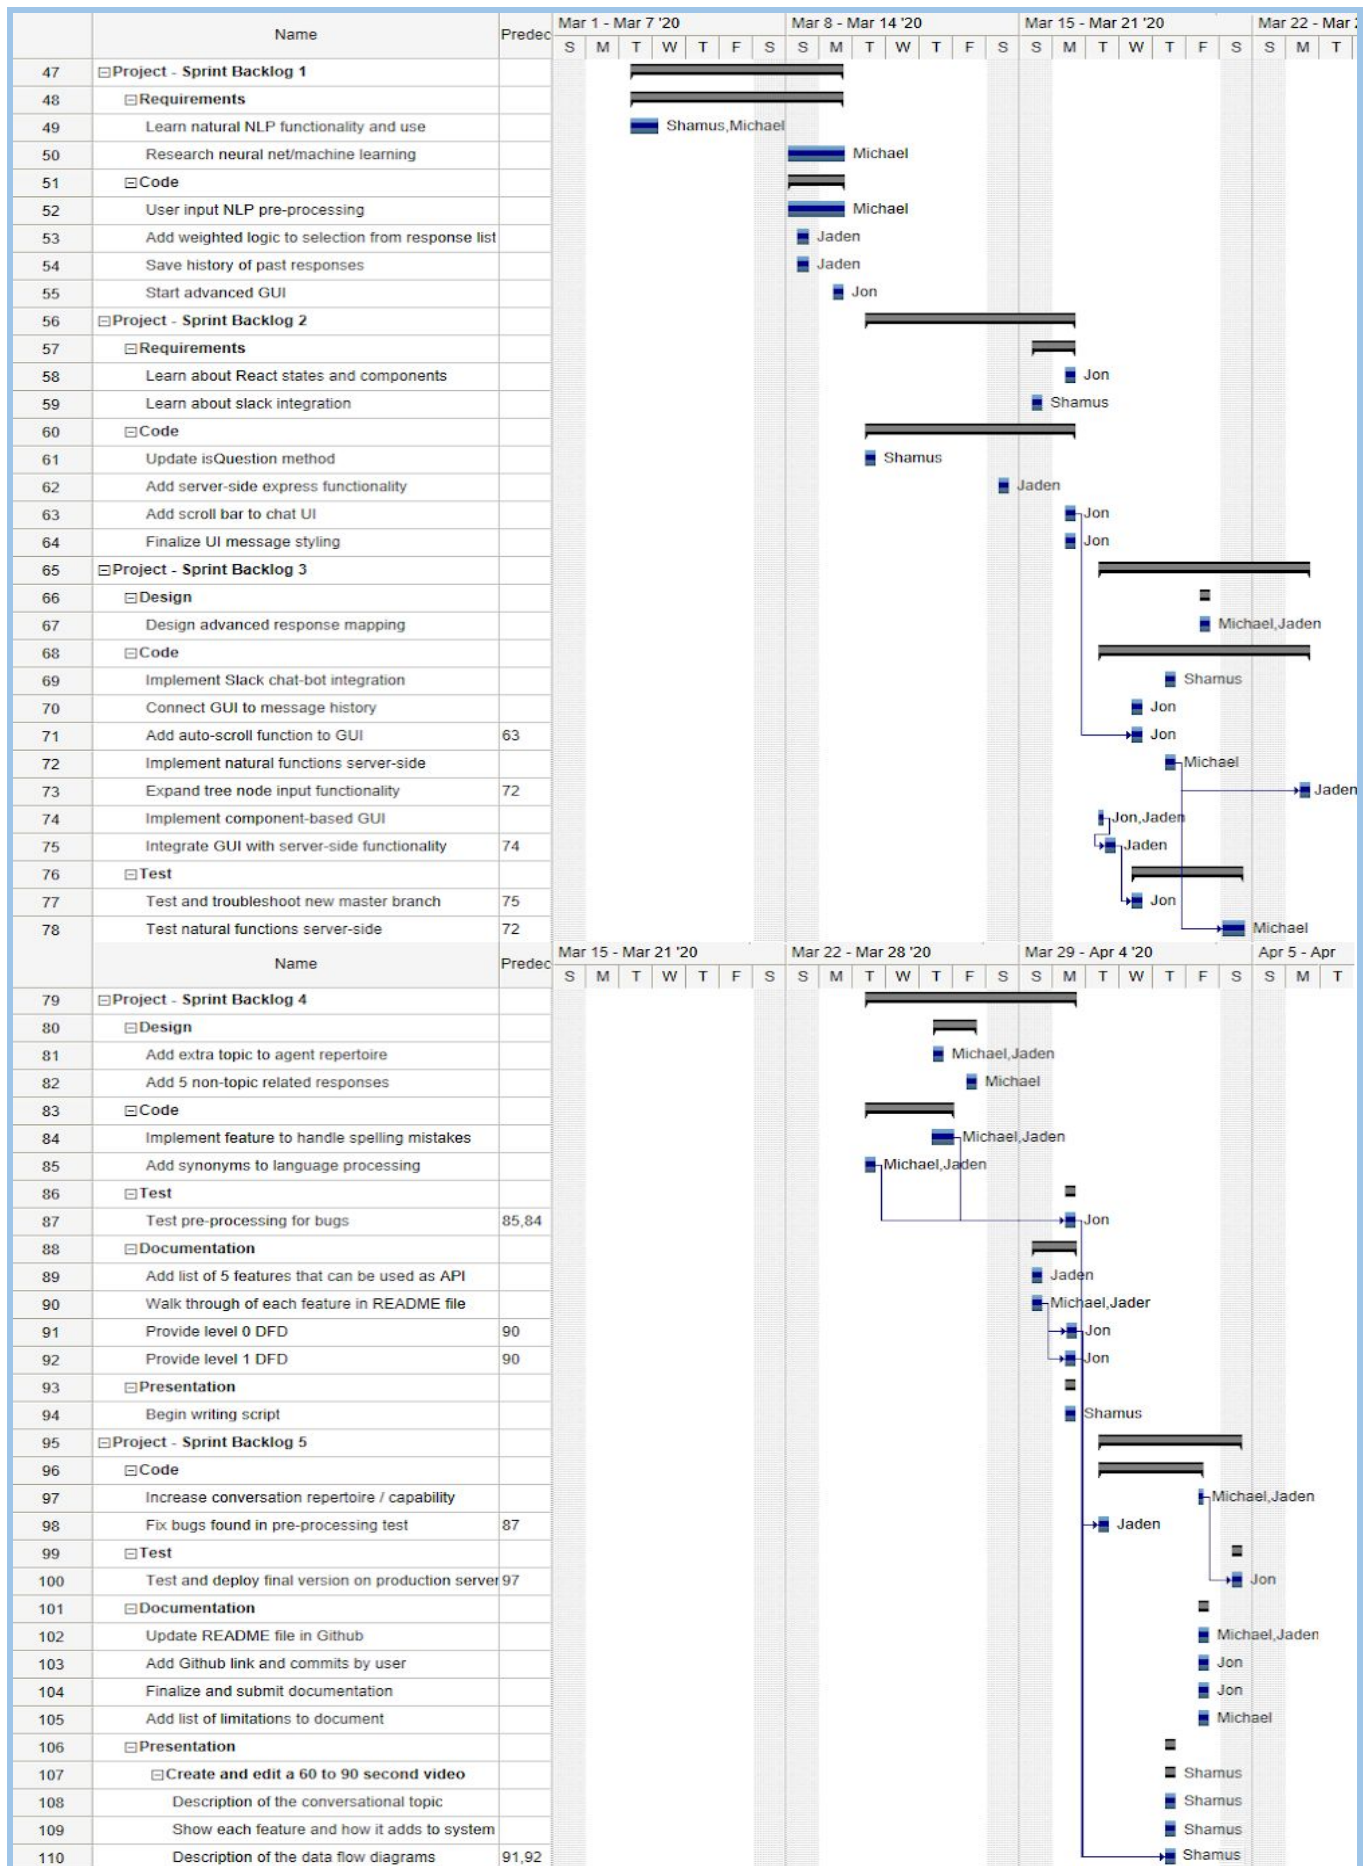 Name Predec Mar 1 - Mar 7 '20 Mar 8 - Mar 14 '20 Mar 15 - Mar 21 '20 Mar 22 - Mar
S M T W T F S S M T W T F S S M T W T F S S M T
47 Project - Sprint Backlog 1
48 Requirements
49 Learn natural NLP functionality and use Shamus,Michael
50 Research neural net/machine learning Michael
51 Code
52 User input NLP pre-processing Michael
53 Add weighted logic to selection from response list Jaden
54 Save history of past responses Jaden
55 Start advanced GUI Jon
56 Project - Sprint Backlog 2
57 Requirements
58 Learn about React states and components Jon
59 Learn about slack integration Shamus
60 Code
61 Update isQuestion method Shamus
62 Add server-side express functionality Jaden
63 Add scroll bar to chat UI Jon
64 Finalize UI message styling Jon
65 Project - Sprint Backlog 3
66 Design
67 Design advanced response mapping Michael,Jaden
68 Code
69 Implement Slack chat-bot integration Shamus
70 Connect GUI to message history Jon
71 Add auto-scroll function to GUI 63 Jon
72 Implement natural functions server-side Michael
73 Expand tree node input functionality 72 Jaden
74 Implement component-based GUI Jon,Jaden
75 Integrate GUI with server-side functionality 74 Jaden
76 Test
77 Test and troubleshoot new master branch 75 Jon
78 Test natural functions server-side 72 Michael
Name Predec Mar 15 - Mar 21 '20 Mar 22 - Mar 28 '20 Mar 29 - Apr 4 '20 Apr 5 - Apr
S M T W T F S S M T W T F S S M T W T F S S M T
79 Project - Sprint Backlog 4
80 Design
81 Add extra topic to agent repertoire Michael,Jaden
82 Add 5 non-topic related responses Michael
83 Code
84 Implement feature to handle spelling mistakes Michael,Jaden
85 Add synonyms to language processing Michael,Jaden
86 Test
87 Test pre-processing for bugs 85,84 Jon
88 Documentation
89 Add list of 5 features that can be used as API Jaden
90 Walk through of each feature in README file Michael,Jader
91 Provide level 0 DFD 90 Jon
92 Provide level 1 DFD 90 Jon
93 Presentation
94 Begin writing script Shamus
95 Project - Sprint Backlog 5
96 Code
97 Increase conversation repertoire / capability Michael,Jaden
98 Fix bugs found in pre-processing test 87 Jaden
99 Test
100 Test and deploy final version on production server 97 Jon
101 Documentation
102 Update README file in Github Michael,Jaden
103 Add Github link and commits by user Jon
104 Finalize and submit documentation Jon
105 Add list of limitations to document Michael
106 Presentation
107 Create and edit a 60 to 90 second video Shamus
108 Description of the conversational topic Shamus
109 Show each feature and how it adds to system Shamus
110 Description of the data flow diagrams 91,92 Shamus